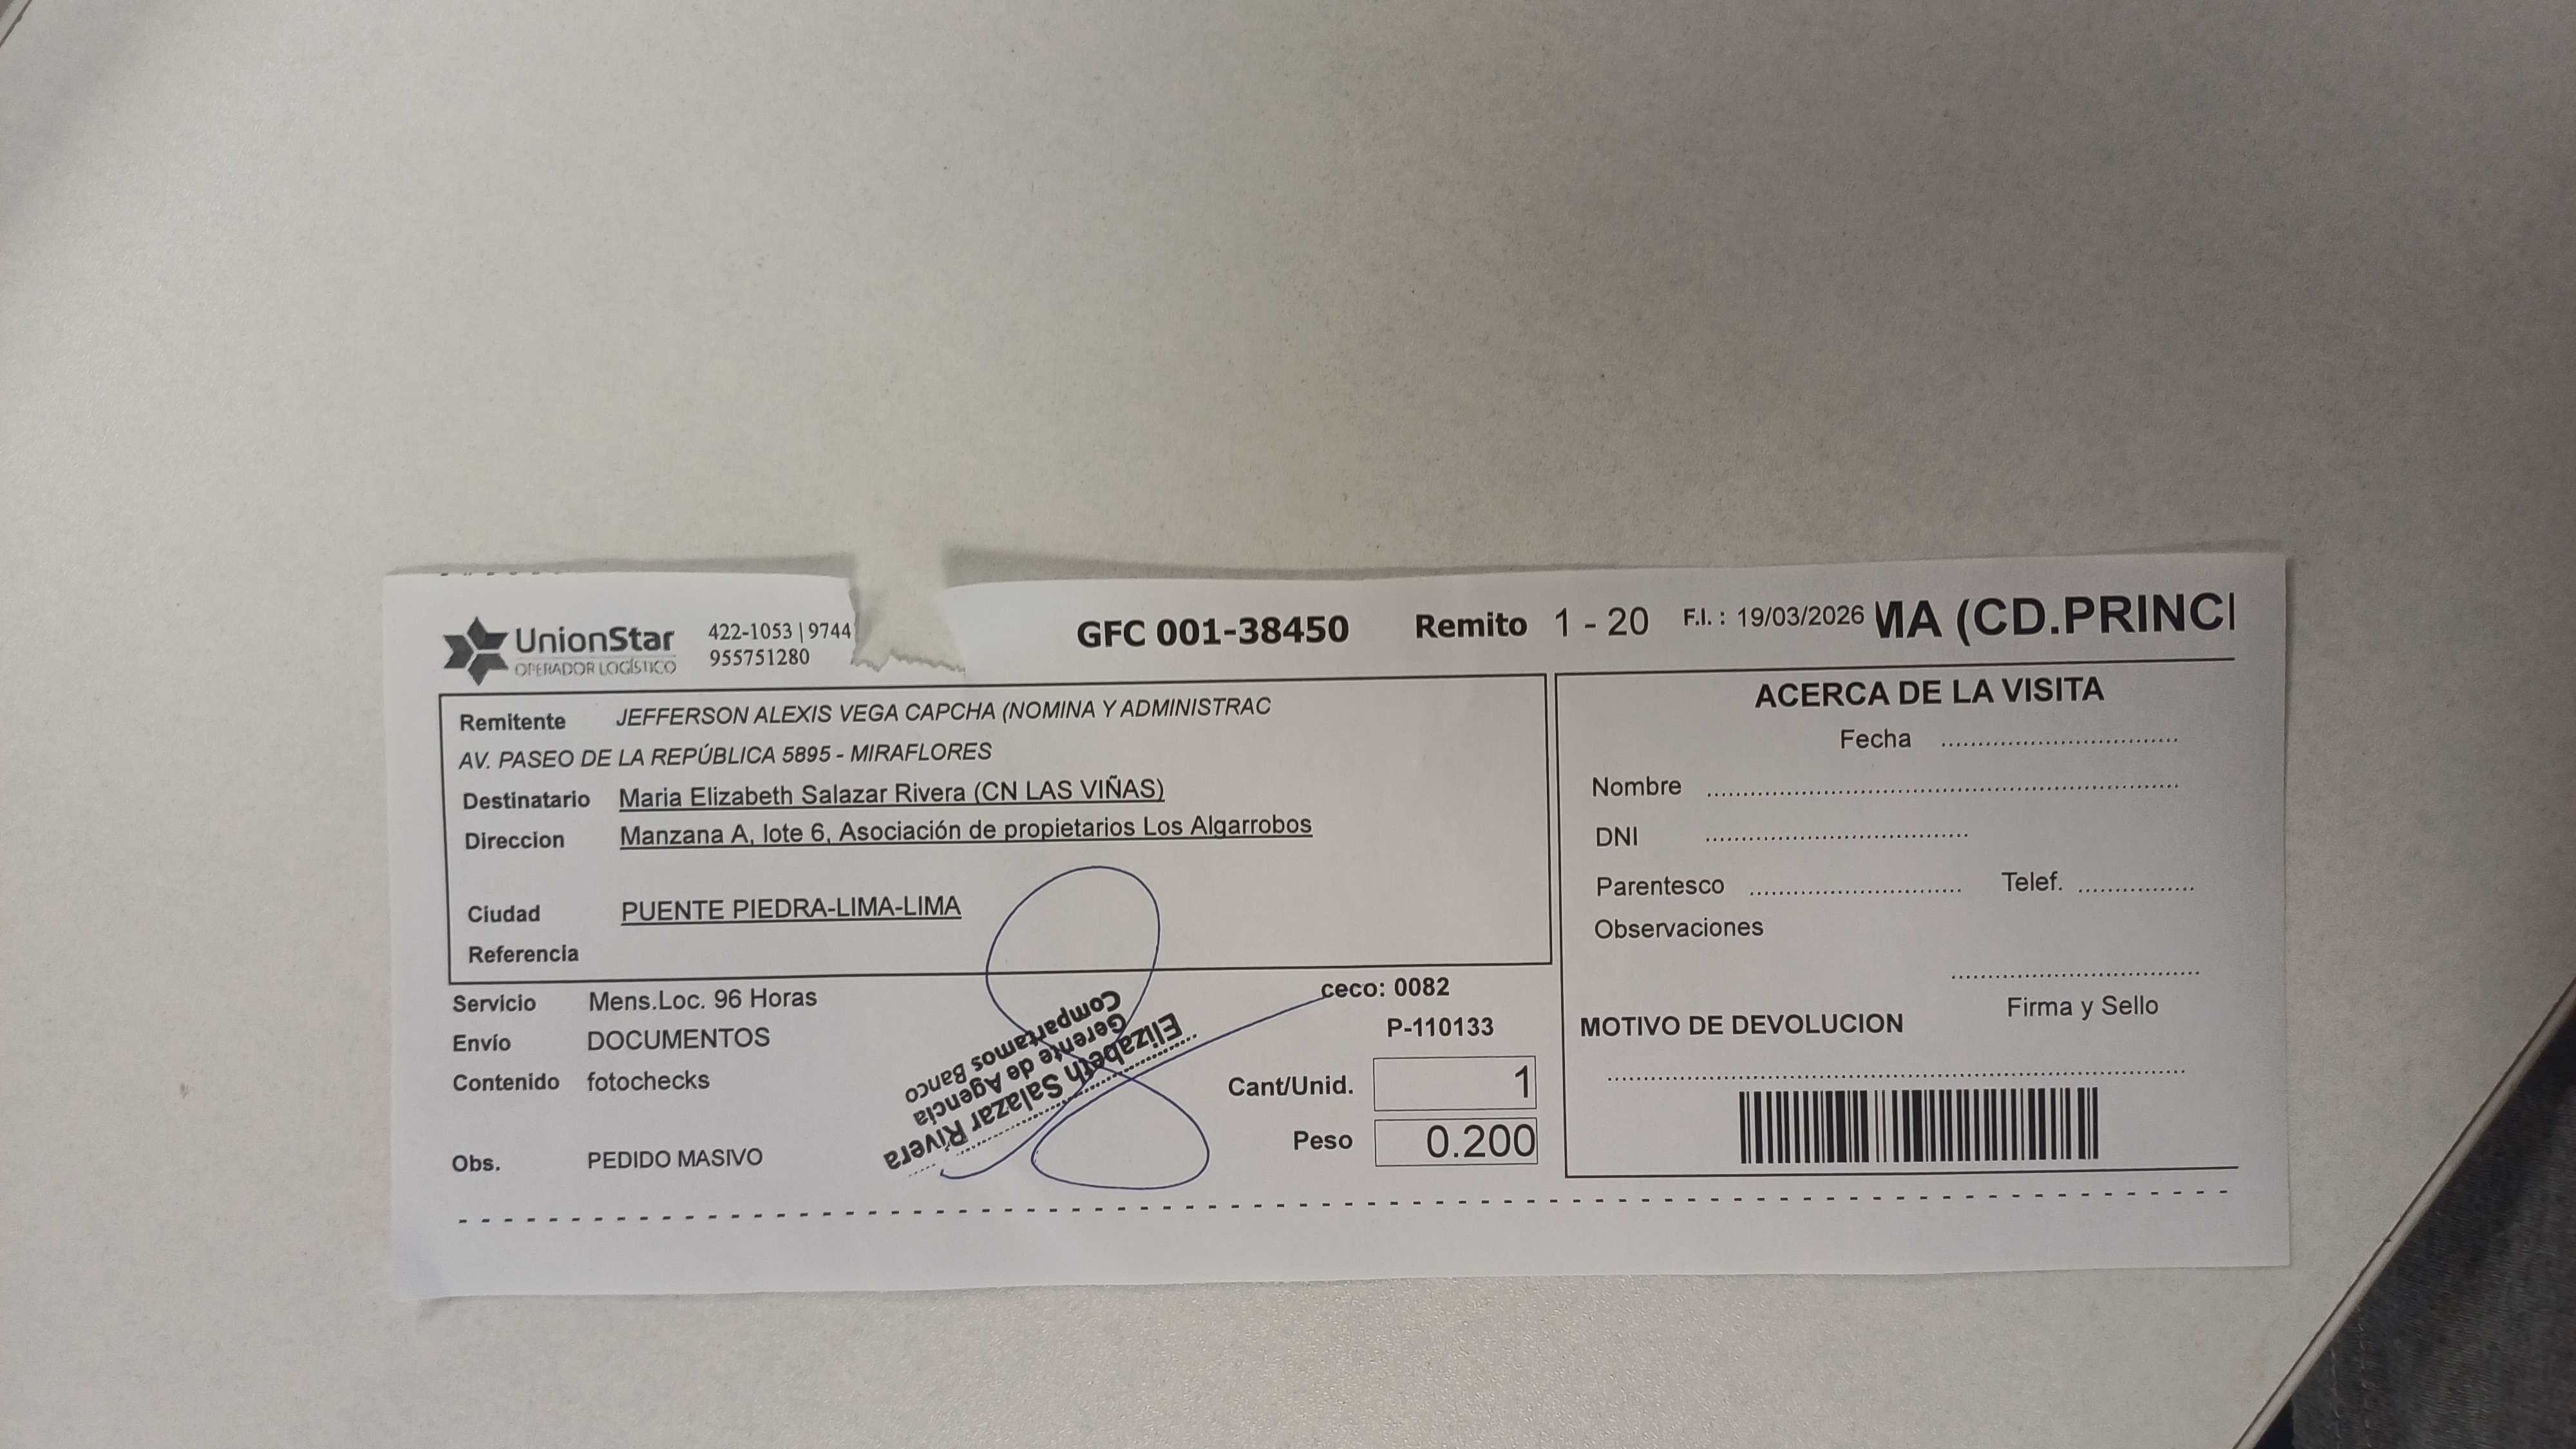 UnionStar
OPERADOR LOGÍSTICO
422-1053 | 9744
955751280
GFC 001-38450 Remito 1 - 20 F.I. : 19/03/2026 MA (CD.PRINCI
Remitente JEFFERSON ALEXIS VEGA CAPCHA (NOMINA Y ADMINISTRAC
AV. PASEO DE LA REPÚBLICA 5895 - MIRAFLORES
Destinatario Maria Elizabeth Salazar Rivera (CN LAS VIÑAS)
Direccion Manzana A, lote 6, Asociación de propietarios Los Algarrobos
Ciudad PUENTE PIEDRA-LIMA-LIMA
Referencia
Servicio Mens.Loc. 96 Horas
Envío DOCUMENTOS
Contenido fotochecks
Obs. PEDIDO MASIVO
Elizabeth Salazar Rivera
Gerente de Agencia
Compartamos Banco
ceco: 0082
P-110133
Cant/Unid. 1
Peso 0.200
ACERCA DE LA VISITA
Fecha
Nombre
DNI
Parentesco Telef.
Observaciones
Firma y Sello
MOTIVO DE DEVOLUCION